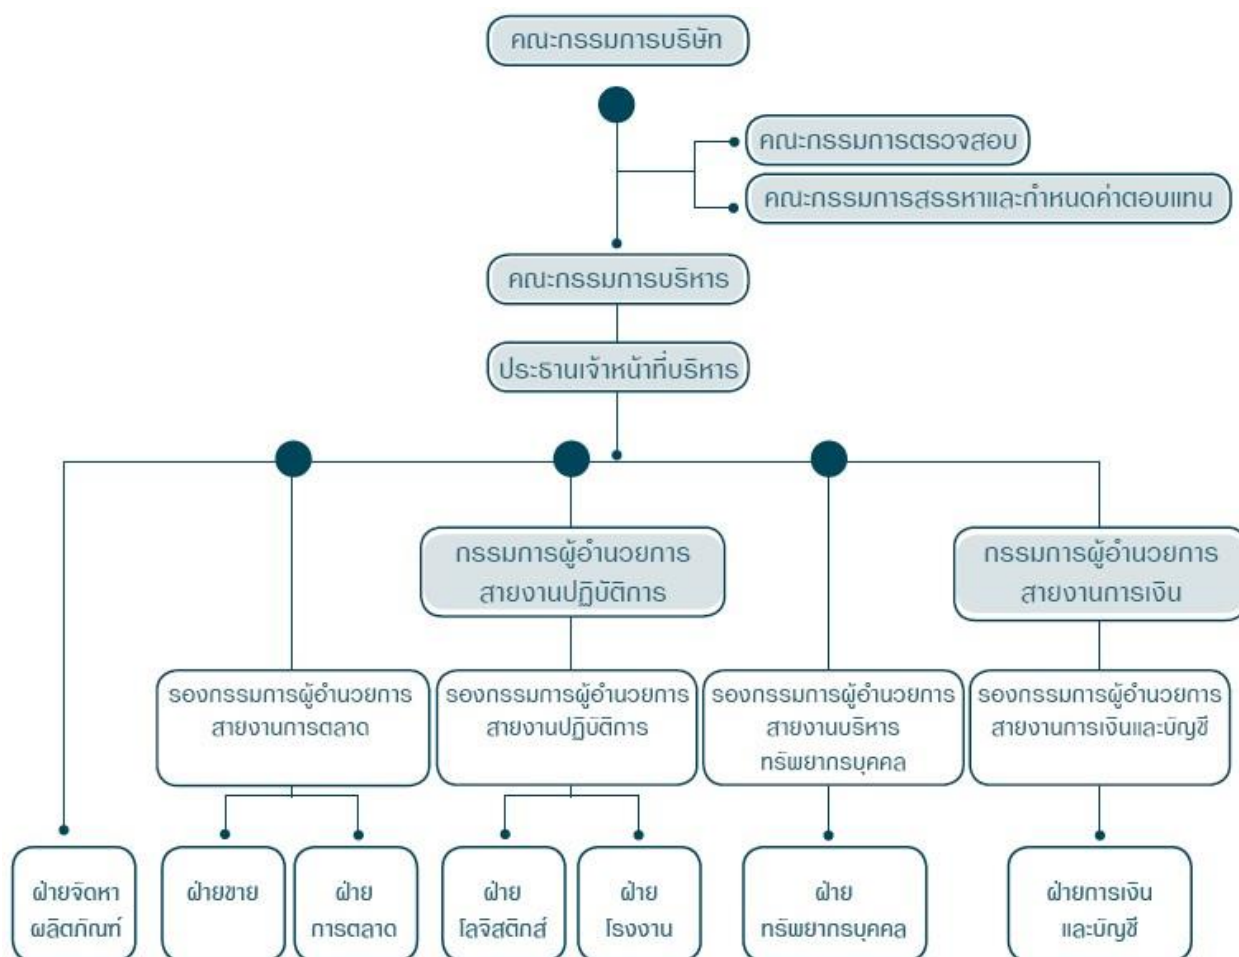 คณะกรรมการบริษัท
คณะกรรมการตรวจสอบ
คณะกรรมการสรรหาและกำหนดค่าตอบแทน
คณะกรรมการบริหาร
ประธานเจ้าหน้าที่บริหาร
กรรมการผู้อำนวยการ
สายงานปฏิบัติการ
กรรมการผู้อำนวยการ
สายงานการเงิน
รองกรรมการผู้อำนวยการ
สายงานการตลาด
รองกรรมการผู้อำนวยการ
สายงานปฏิบัติการ
รองกรรมการผู้อำนวยการ
สายงานบริหาร
ทรัพยากรบุคคล
รองกรรมการผู้อำนวยการ
สายงานการเงินและบัญชี
ฝ่ายจัดหา
ผลิตภัณฑ์
ฝ่ายขาย
ฝ่าย
การตลาด
ฝ่าย
โลจิสติกส์
ฝ่าย
โรงงาน
ฝ่าย
ทรัพยากรบุคคล
ฝ่ายการเงิน
และบัญชี